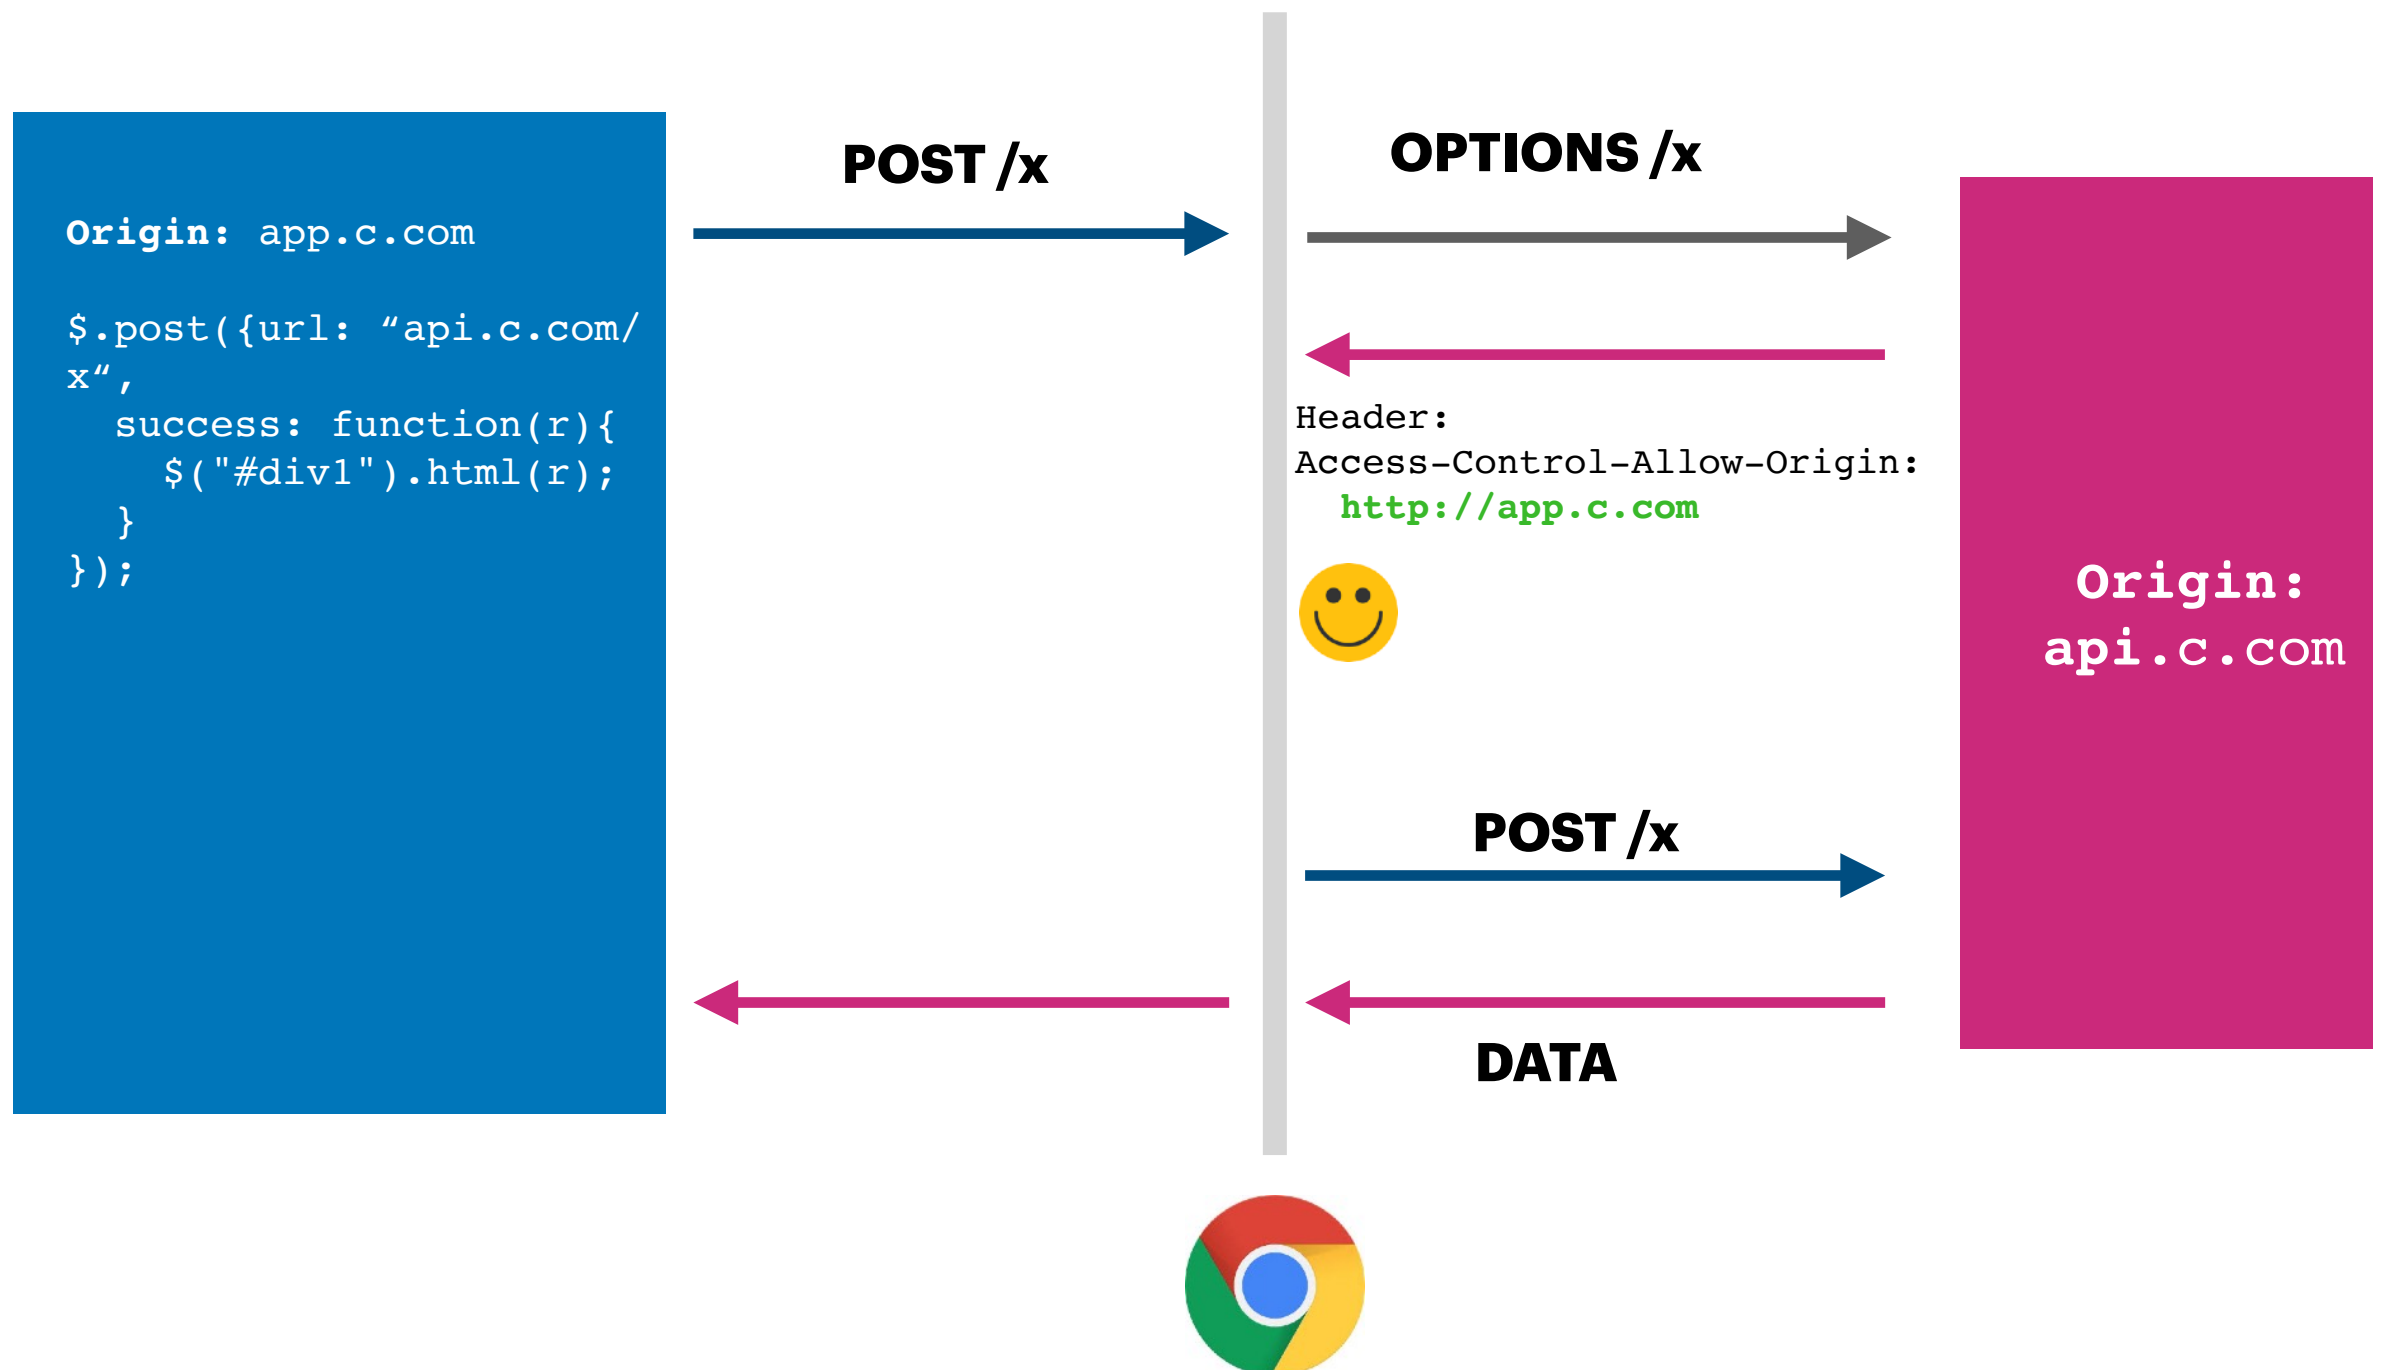 Origin: app.c.com
$.post({url: “api.c.com/
x“,
  success: function(r){
    $("#div1").html(r);
  }
});
POST /x
OPTIONS /x
Header:
Access-Control-Allow-Origin:
  http://app.c.com
POST /x
DATA
Origin:
api.c.com